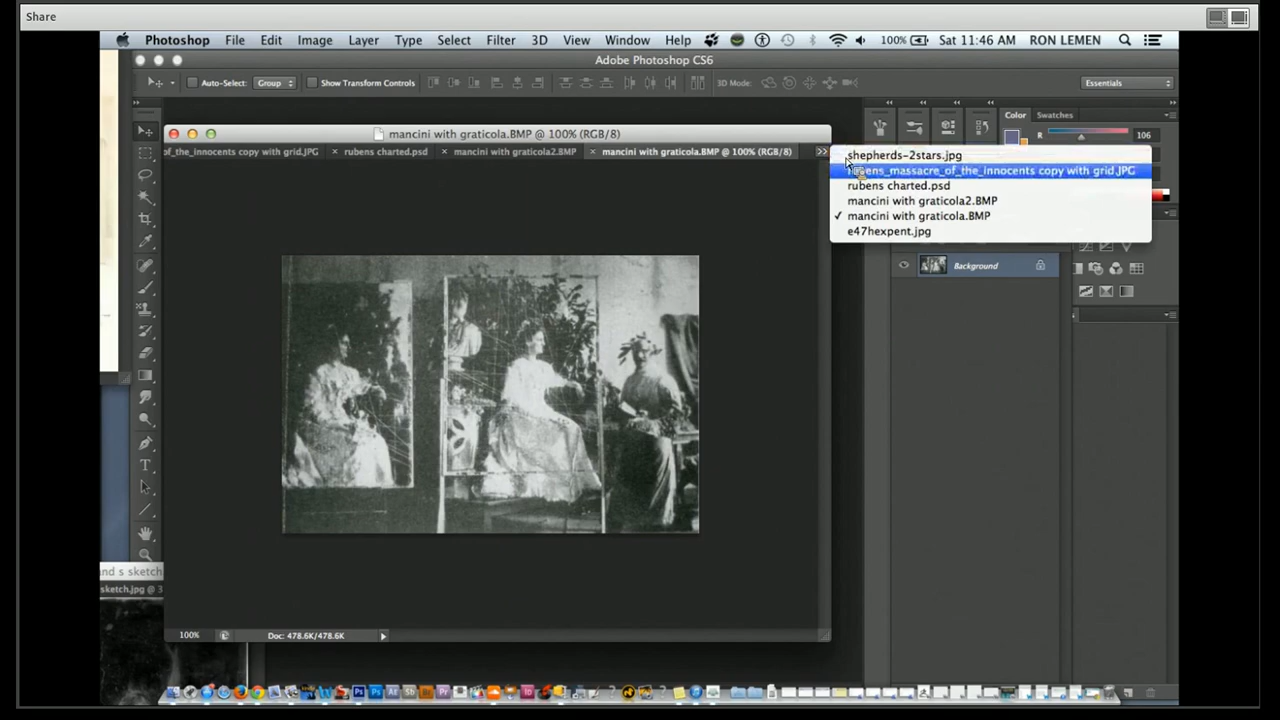 Share
Photoshop File Edit Image Layer Type Select Filter 3D View Window Help 100% Sat 11:46 AM RON LEMEN
Adobe Photoshop CS6
Auto-Select: Group Show Transform Controls 3D Mode: Essentials
Color Swatches
mancini with graticola.BMP @ 100% (RGB/8)
R 106
of_the_innocents copy with grid.JPG × rubens charted.psd × mancini with graticola2.BMP × mancini with graticola.BMP @ 100% (RGB/8) >>
shepherds-2stars.jpg
massacre_of_the_innocents copy with grid.JPG
rubens charted.psd
mancini with graticola2.BMP
✓ mancini with graticola.BMP
e47hexpent.jpg
Background
nd s sketch
sketch.jpg @ 3
100% Doc: 478.6K/478.6K